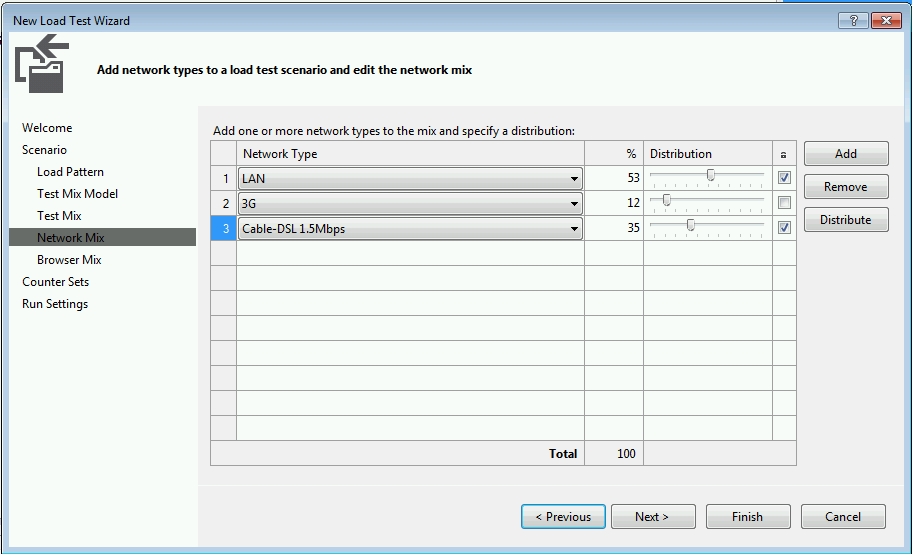 New Load Test Wizard
Add network types to a load test scenario and edit the network mix
Welcome
Scenario
Load Pattern
Test Mix Model
Test Mix
Network Mix
Browser Mix
Counter Sets
Run Settings
Add one or more network types to the mix and specify a distribution:
Network Type % Distribution
1 LAN 53
2 3G 12
3 Cable-DSL 1.5Mbps 35
Total 100
Add
Remove
Distribute
< Previous Next > Finish Cancel